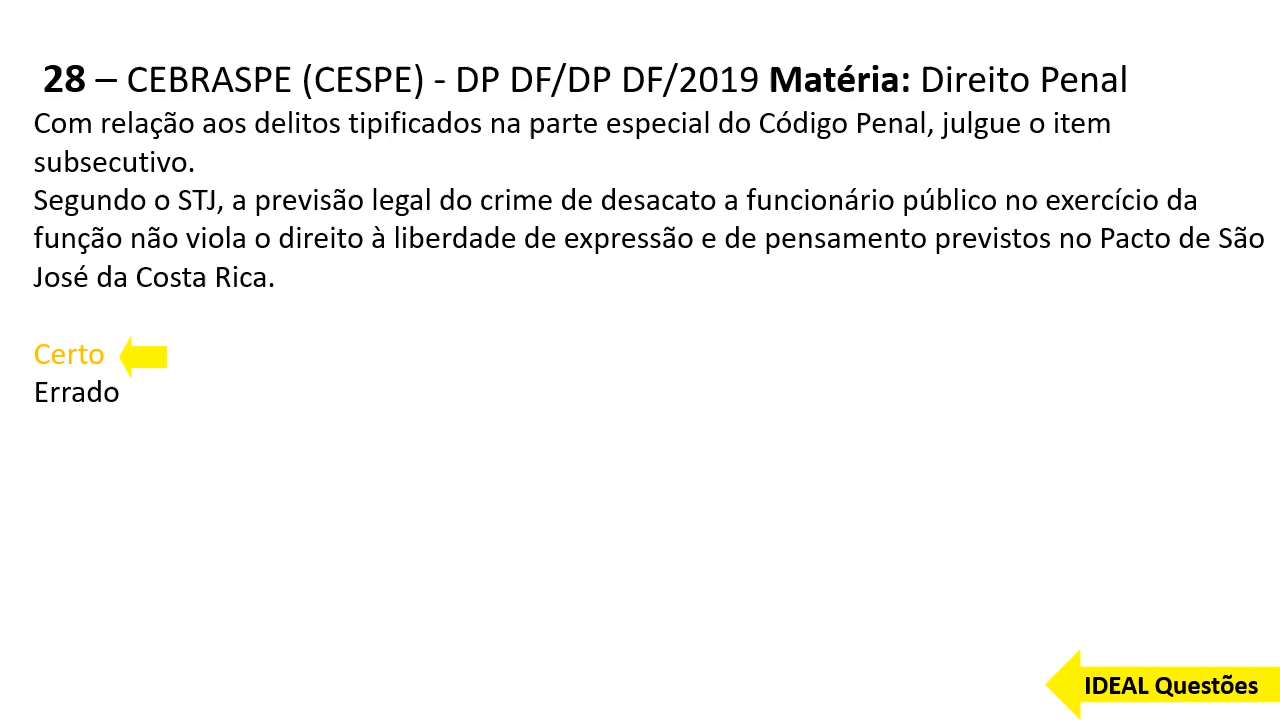 28 – CEBRASPE (CESPE) - DP DF/DP DF/2019 Matéria: Direito Penal
Com relação aos delitos tipificados na parte especial do Código Penal, julgue o item
subsecutivo.
Segundo o STJ, a previsão legal do crime de desacato a funcionário público no exercício da
função não viola o direito à liberdade de expressão e de pensamento previstos no Pacto de São
José da Costa Rica.
Certo
Errado
IDEAL Questões